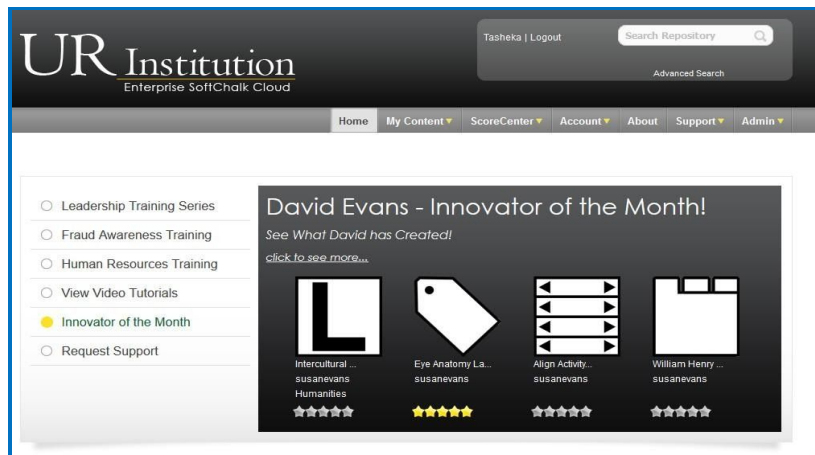 UR Institution
Enterprise SoftChalk Cloud
Tasheka | Logout
Search Repository
Advanced Search
Home My Content ScoreCenter Account About Support Admin
Leadership Training Series
Fraud Awareness Training
Human Resources Training
View Video Tutorials
Innovator of the Month
Request Support
David Evans - Innovator of the Month!
See What David has Created!
click to see more...
L
Intercultural ... Eye Anatomy La... Align Activity... William Henry ...
susanevans susanevans susanevans susanevans
Humanities